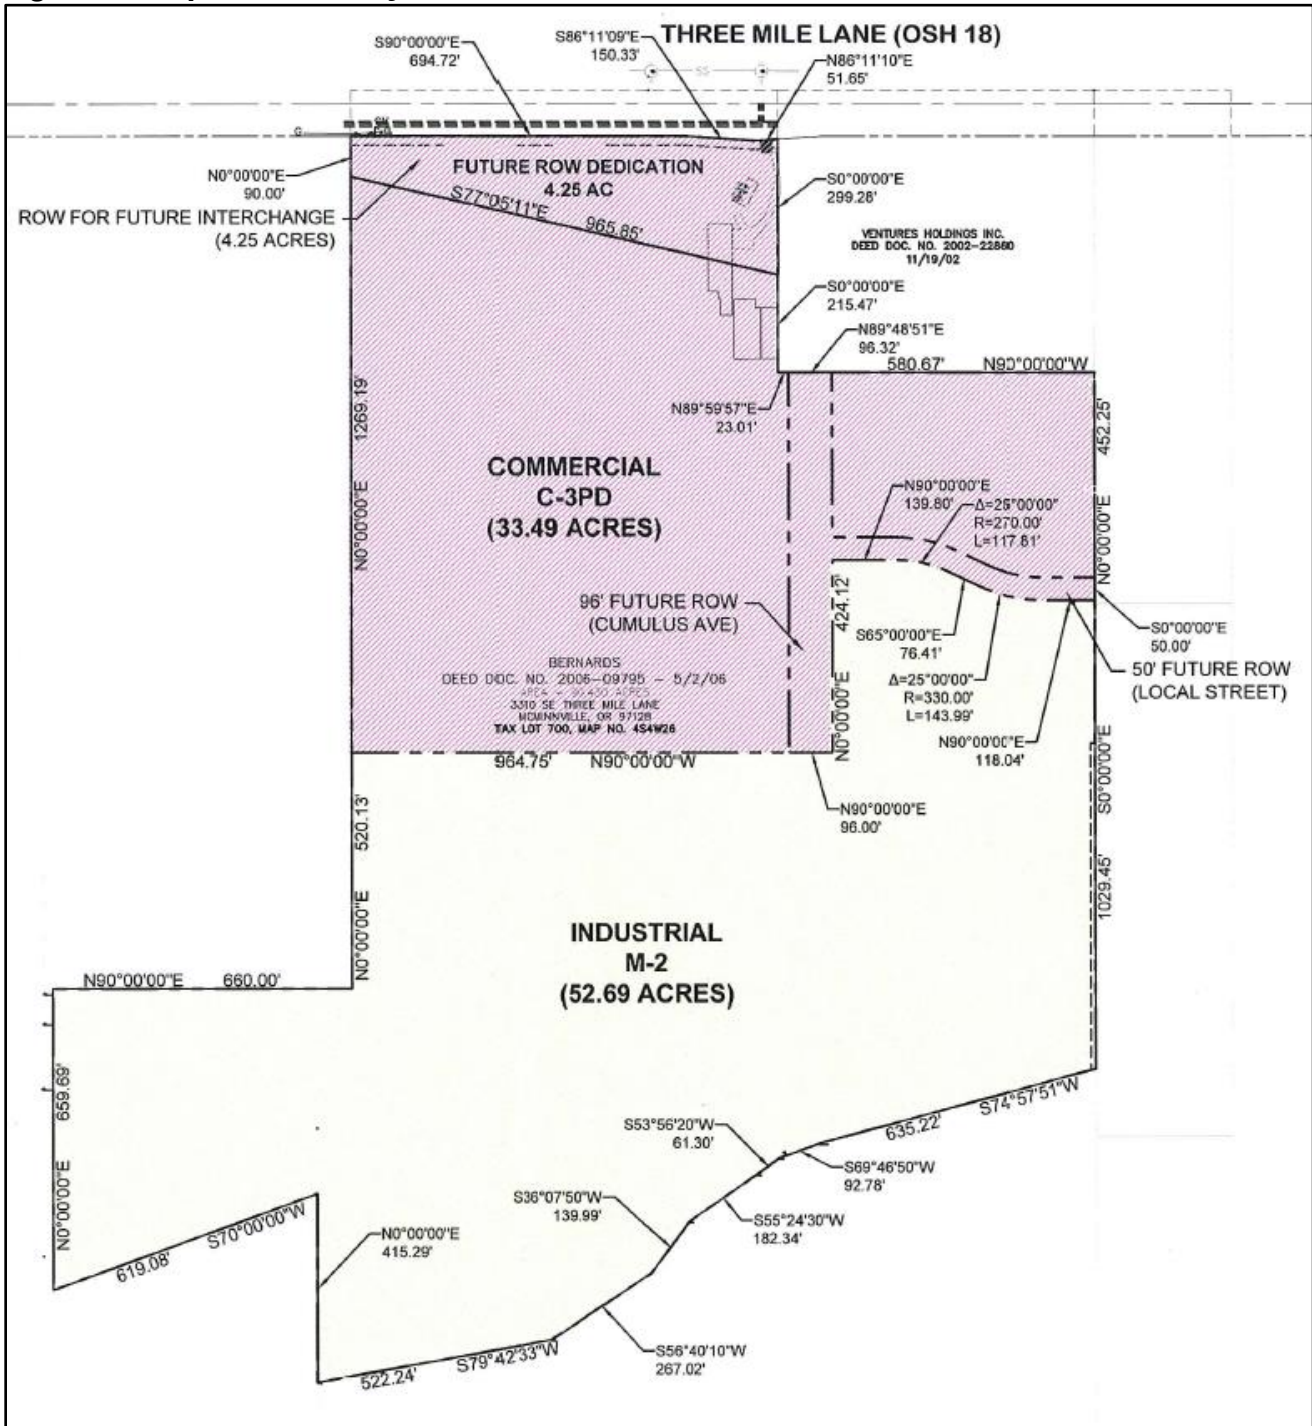 THREE MILE LANE (OSH 18)
S90°00'00"E
694.72'
S86°11'09"E
150.33'
N86°11'10"E
51.65'
SS
N0°00'00"E
90.00'
ROW FOR FUTURE INTERCHANGE
(4.25 ACRES)
FUTURE ROW DEDICATION
4.25 AC
S77°05'11"E
965.85'
S0°00'00"E
299.28'
VENTURES HOLDINGS INC.
DEED DOC. NO. 2002-22880
11/19/02
S0°00'00"E
215.47'
N89°48'51"E
96.32'
580.67' N90°00'00"W
N89°59'57"E
23.01'
N0°00'00"E 1269.19'
COMMERCIAL
C-3PD
(33.49 ACRES)
N0°00'00"E 452.25'
N90°00'00"E
139.80'
Δ=25°00'00"
R=270.00'
L=117.81'
96' FUTURE ROW
(CUMULUS AVE)
N0°00'00"E 424.12'
S65°00'00"E
76.41'
Δ=25°00'00"
R=330.00'
L=143.99'
N90°00'00"E
118.04'
S0°00'00"E
50.00'
50' FUTURE ROW
(LOCAL STREET)
BERNARDS
DEED DOC. NO. 2006-09795 - 5/2/06
3310 SE THREE MILE LANE
MCMINNVILLE, OR 97128
TAX LOT 700, MAP NO. 4S4W26
964.75' N90°00'00"W
N90°00'00"E
96.00'
N0°00'00"E 520.13'
S0°00'00"E
1029.45'
INDUSTRIAL
M-2
(52.69 ACRES)
N90°00'00"E 660.00'
N0°00'00"E 659.69'
619.08' S70°00'00"W
N0°00'00"E
415.29'
522.24' S79°42'33"W
S56°40'10"W
267.02'
S36°07'50"W
139.99'
S55°24'30"W
182.34'
S53°56'20"W
61.30'
S69°46'50"W
92.78'
635.22' S74°57'51"W